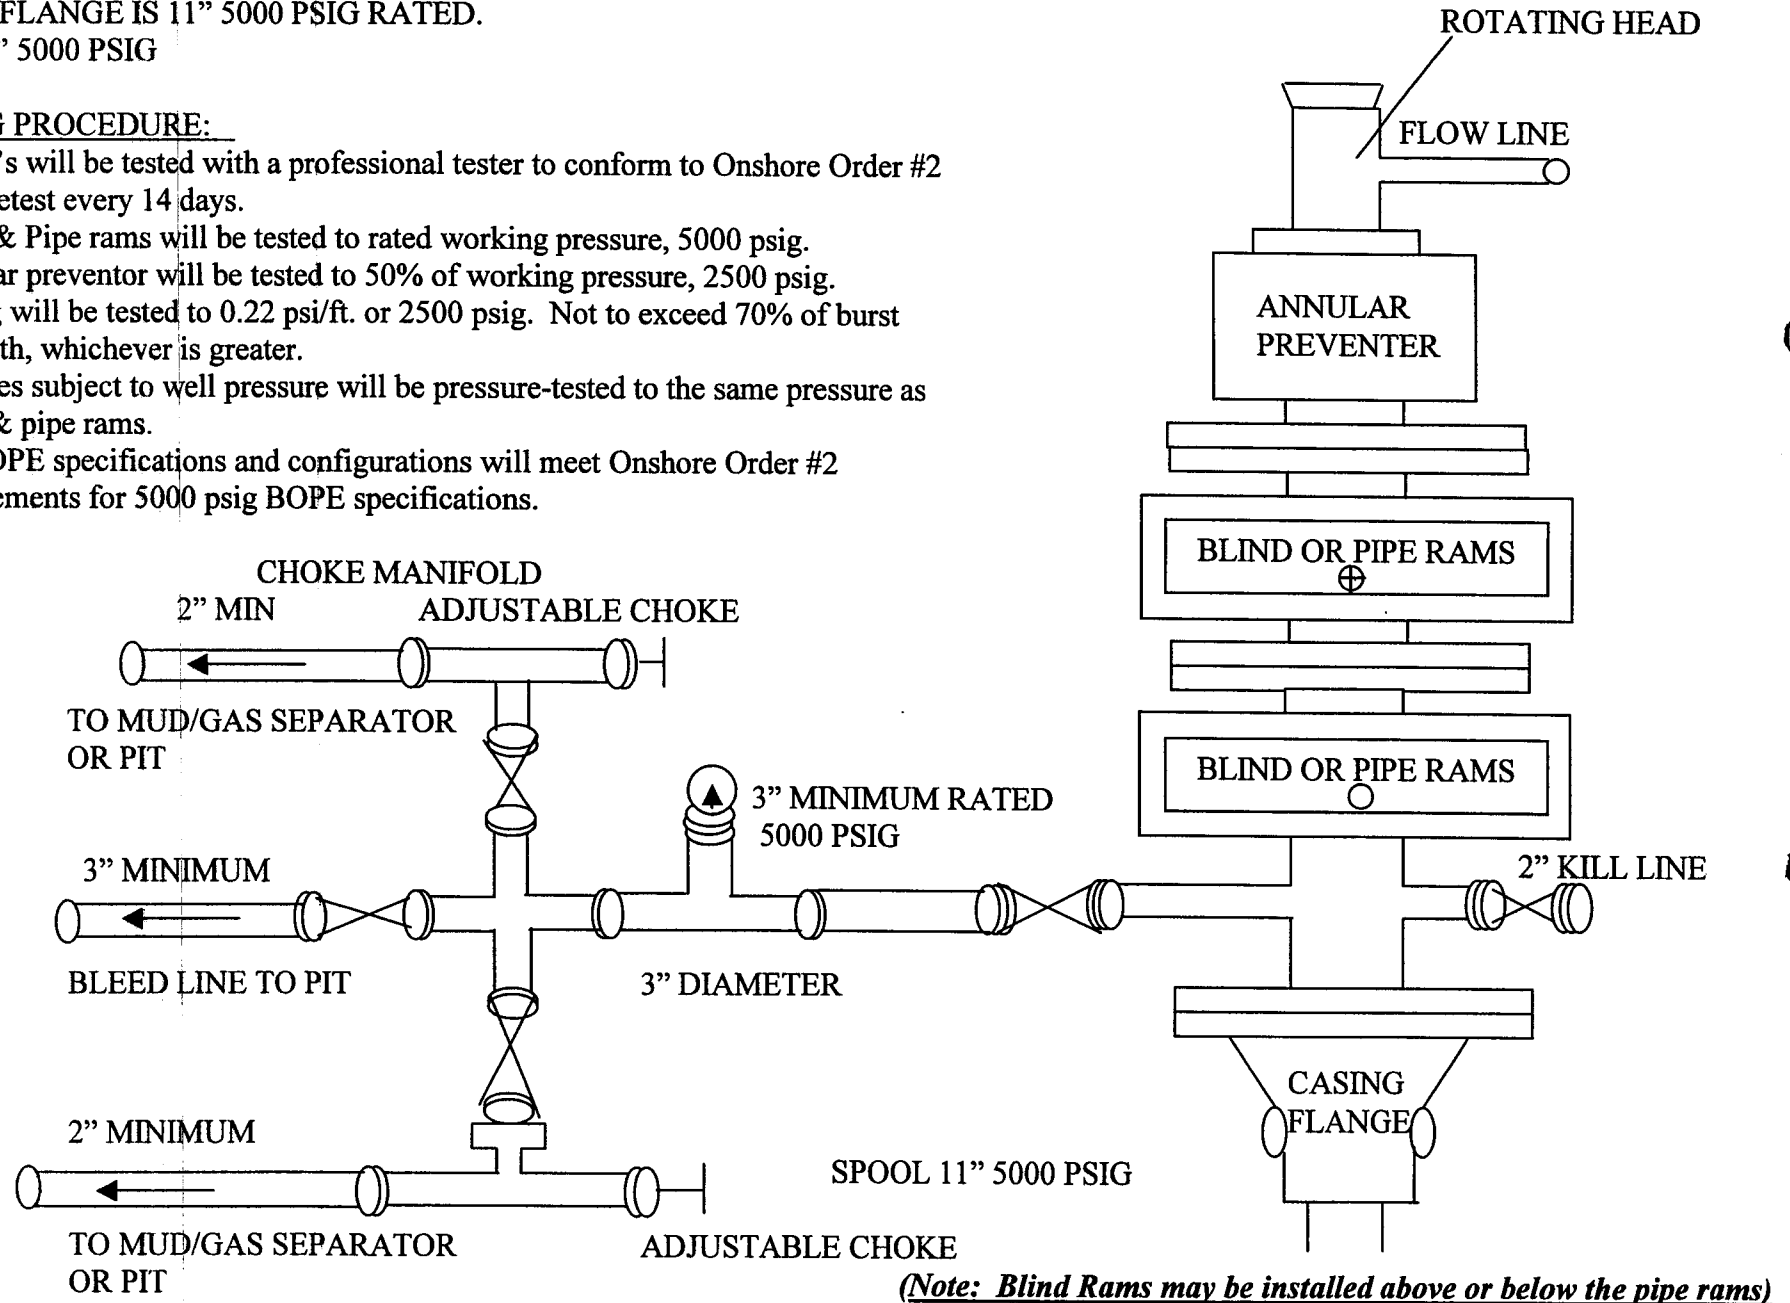 FLANGE IS 11” 5000 PSIG RATED.
” 5000 PSIG
PROCEDURE:
’s will be tested with a professional tester to conform to Onshore Order #2
etest every 14 days.
& Pipe rams will be tested to rated working pressure, 5000 psig.
ar preventor will be tested to 50% of working pressure, 2500 psig.
will be tested to 0.22 psi/ft. or 2500 psig. Not to exceed 70% of burst
th, whichever is greater.
es subject to well pressure will be pressure-tested to the same pressure as
& pipe rams.
OPE specifications and configurations will meet Onshore Order #2
ements for 5000 psig BOPE specifications.
ROTATING HEAD
FLOW LINE
ANNULAR
PREVENTER
BLIND OR PIPE RAMS
BLIND OR PIPE RAMS
CHOKE MANIFOLD
2” MIN
ADJUSTABLE CHOKE
TO MUD/GAS SEPARATOR
OR PIT
3” MINIMUM RATED
5000 PSIG
3” MINIMUM
2” KILL LINE
BLEED LINE TO PIT
3” DIAMETER
CASING
FLANGE
2” MINIMUM
SPOOL 11” 5000 PSIG
TO MUD/GAS SEPARATOR
OR PIT
ADJUSTABLE CHOKE
(Note: Blind Rams may be installed above or below the pipe rams)